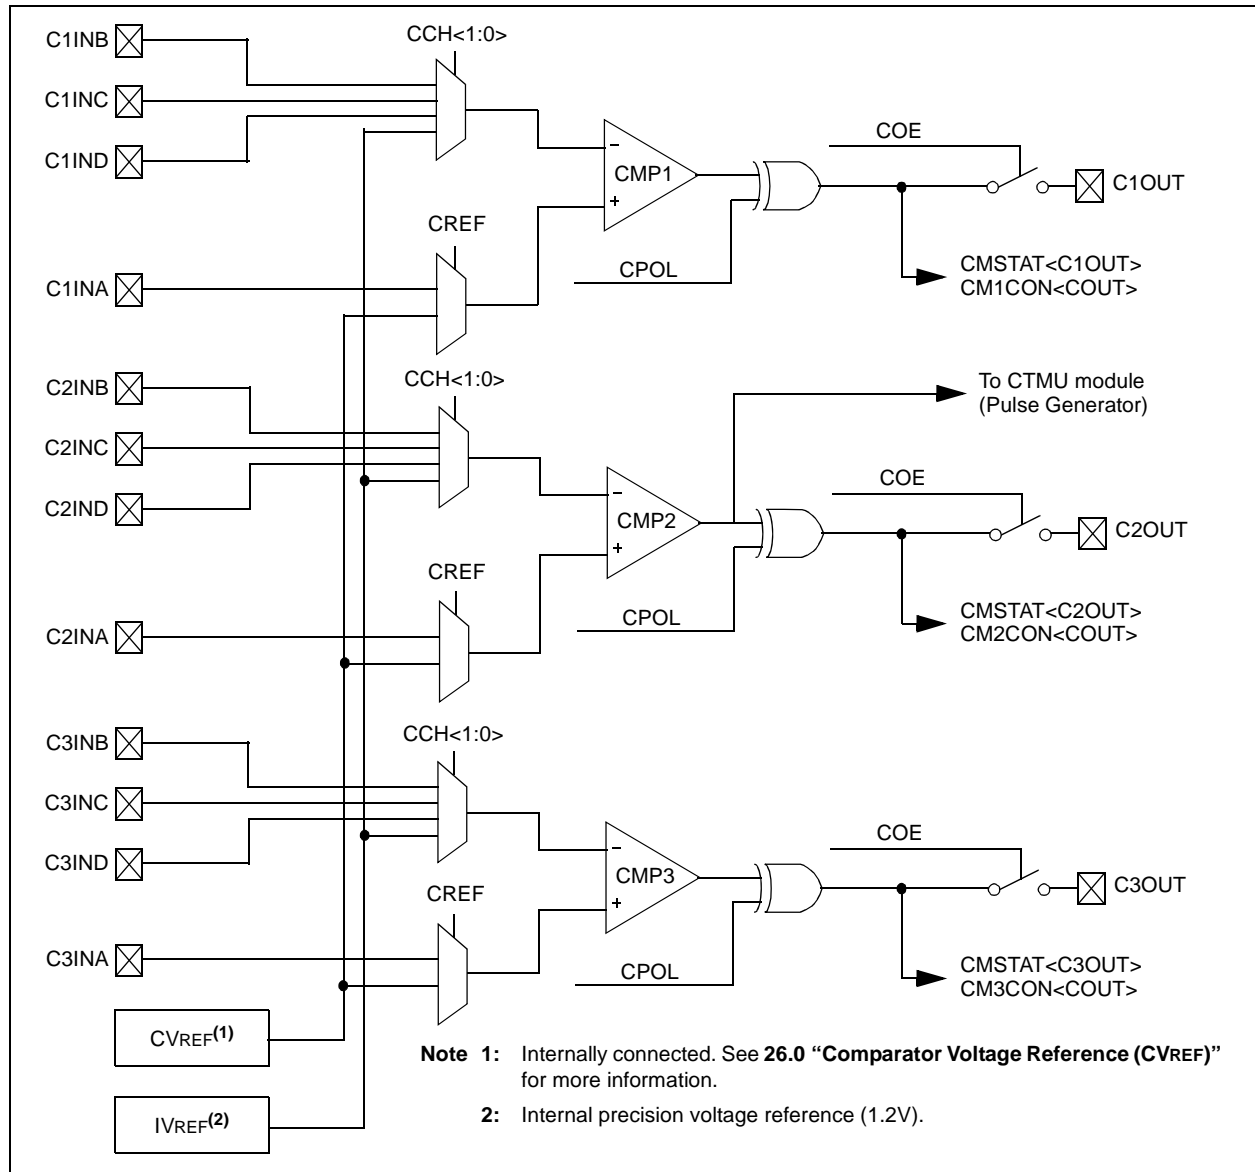 C1INB
CCH<1:0>
C1INC
COE
C1IND
–
CMP1
C1OUT
+
CREF
CPOL
CMSTAT<C1OUT>
CM1CON<COUT>
C1INA
C2INB
CCH<1:0>
To CTMU module
(Pulse Generator)
C2INC
COE
C2IND
–
CMP2
C2OUT
+
CREF
CPOL
CMSTAT<C2OUT>
CM2CON<COUT>
C2INA
C3INB
CCH<1:0>
C3INC
COE
C3IND
–
CMP3
C3OUT
+
CREF
CPOL
CMSTAT<C3OUT>
CM3CON<COUT>
C3INA
CVREF(1)
Note 1: Internally connected. See 26.0 “Comparator Voltage Reference (CVREF)”
for more information.
IVREF(2)
2: Internal precision voltage reference (1.2V).